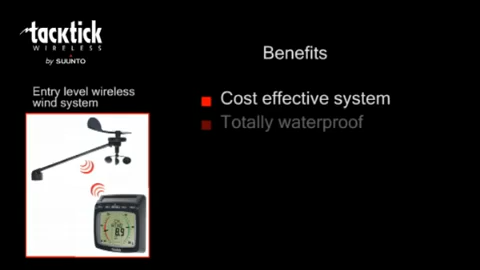 tacktick
WIRELESS
by SUUNTO
Benefits
Entry level wireless
wind system
Cost effective system
Totally waterproof